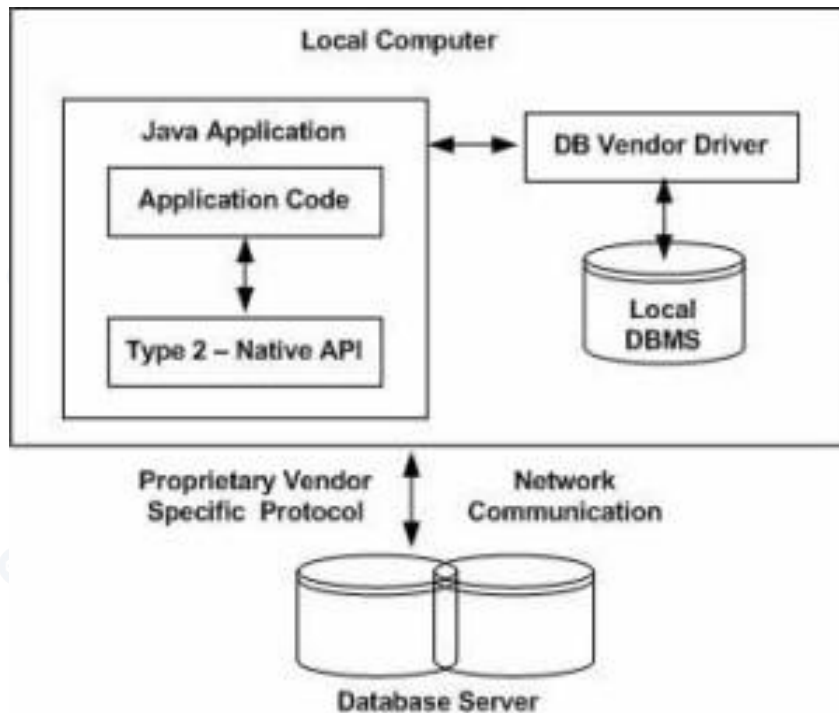 Local Computer
Java Application
DB Vendor Driver
Application Code
Local
DBMS
Type 2 – Native API
Proprietary Vendor
Specific Protocol
Network
Communication
Database Server